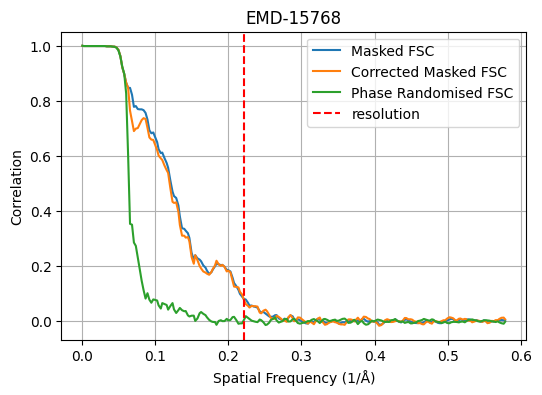 EMD-15768
Masked FSC
Corrected Masked FSC
Phase Randomised FSC
resolution
Correlation
1.0
0.8
0.6
0.4
0.2
0.0
0.0 0.1 0.2 0.3 0.4 0.5 0.6
Spatial Frequency (1/Å)